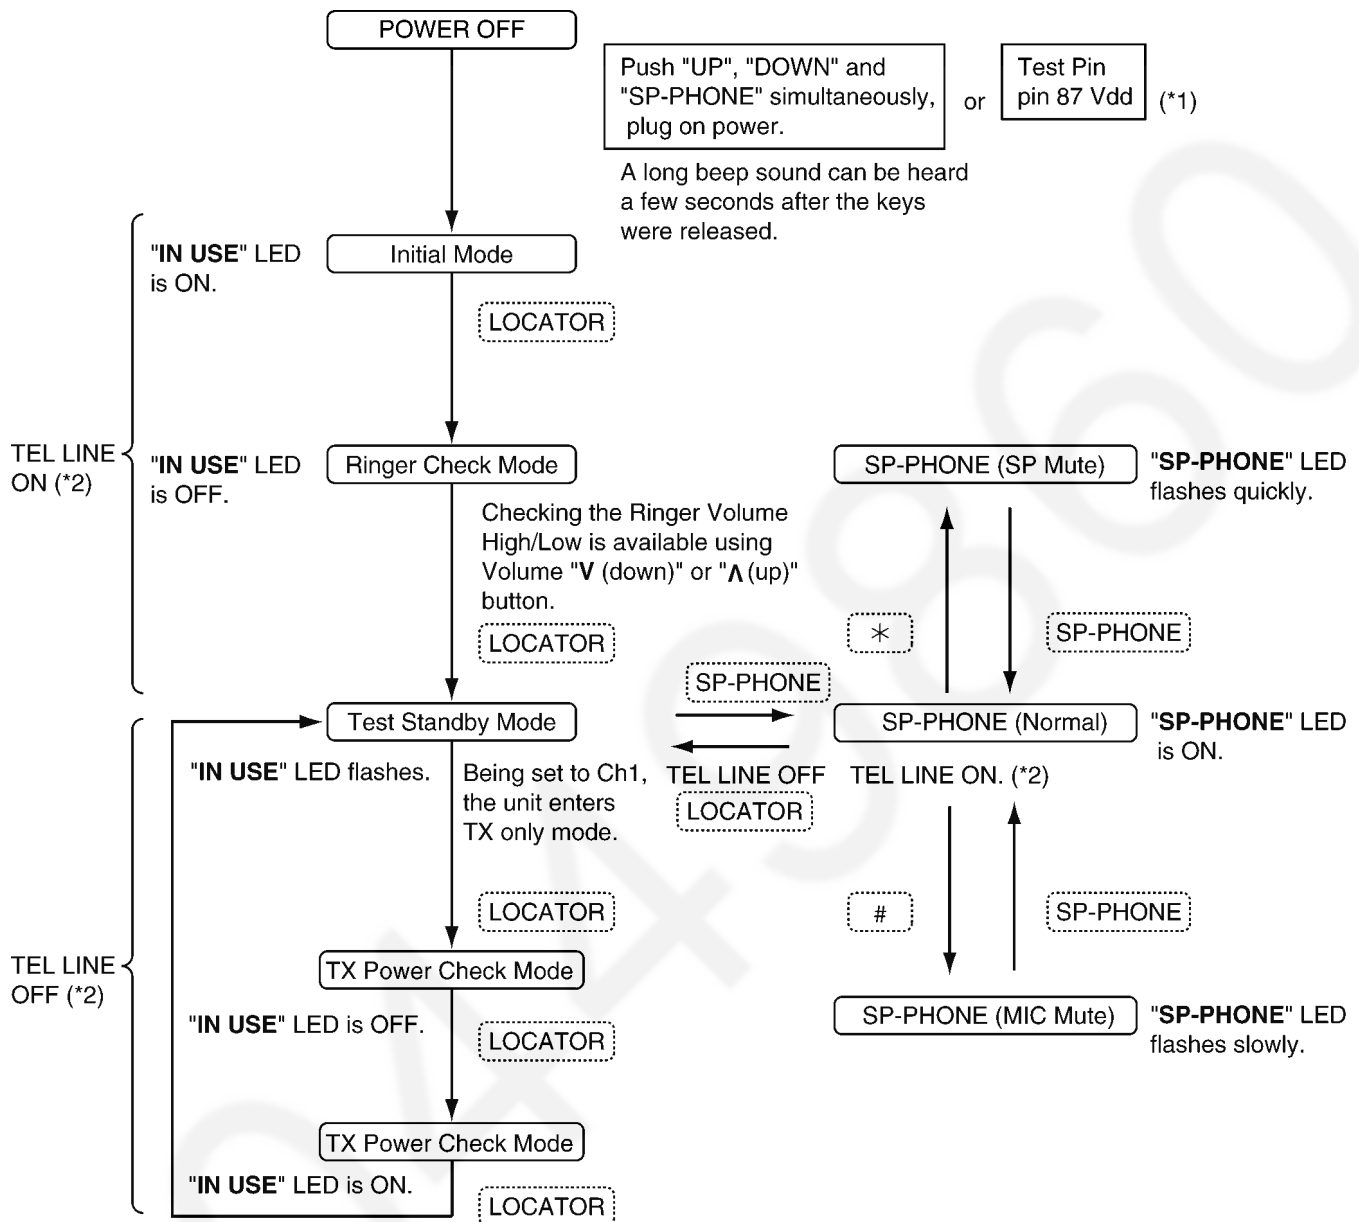 POWER OFF
Push "UP", "DOWN" and
"SP-PHONE" simultaneously,
plug on power.
or
Test Pin
pin 87 Vdd
(*1)
A long beep sound can be heard
a few seconds after the keys
were released.
"IN USE" LED
is ON.
Initial Mode
LOCATOR
TEL LINE
ON (*2)
"IN USE" LED
is OFF.
Ringer Check Mode
Checking the Ringer Volume
High/Low is available using
Volume "V (down)" or "Λ (up)"
button.
LOCATOR
SP-PHONE (SP Mute)
"SP-PHONE" LED
flashes quickly.
*
SP-PHONE
Test Standby Mode
SP-PHONE
SP-PHONE (Normal)
"SP-PHONE" LED
is ON.
"IN USE" LED flashes.
Being set to Ch1,
the unit enters
TX only mode.
TEL LINE OFF
LOCATOR
TEL LINE ON. (*2)
LOCATOR
#
SP-PHONE
TEL LINE
OFF (*2)
TX Power Check Mode
"IN USE" LED is OFF.
LOCATOR
SP-PHONE (MIC Mute)
"SP-PHONE" LED
flashes slowly.
TX Power Check Mode
"IN USE" LED is ON.
LOCATOR